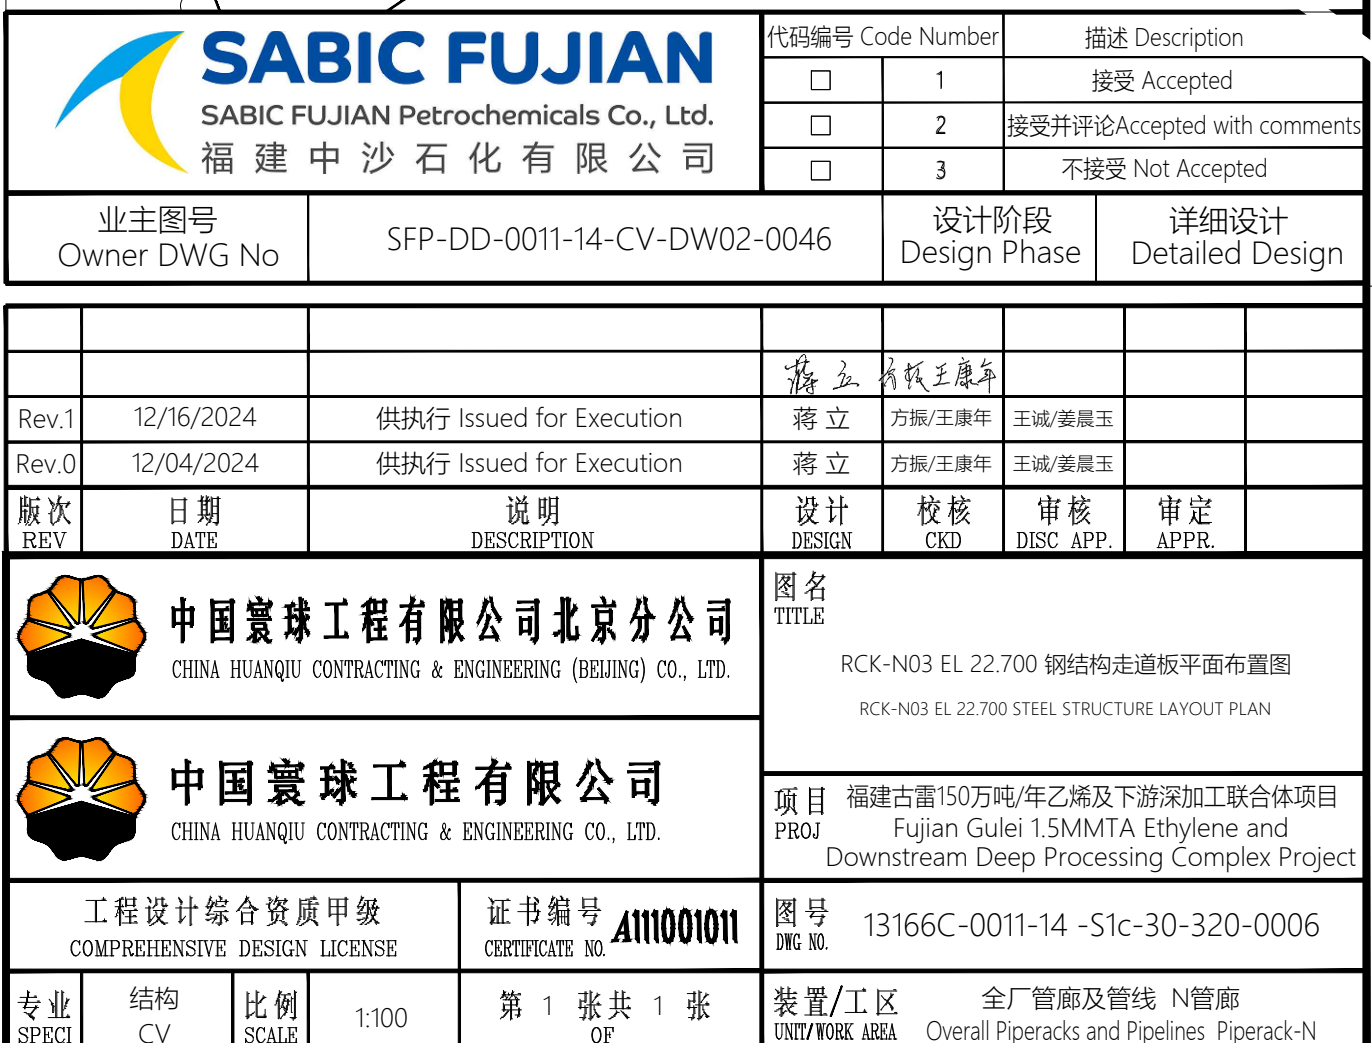 SABIC FUJIAN
SABIC FUJIAN Petrochemicals Co., Ltd.
福建中沙石化有限公司
代码编号 Code Number
描述 Description
1
接受 Accepted
2
接受并评论Accepted with comments
3
不接受 Not Accepted
业主图号
Owner DWG No
SFP-DD-0011-14-CV-DW02-0046
设计阶段
Design Phase
详细设计
Detailed Design
蒋立
方振王康年
Rev.1
12/16/2024
供执行 Issued for Execution
蒋 立
方振/王康年
王诚/姜晨玉
Rev.0
12/04/2024
供执行 Issued for Execution
蒋 立
方振/王康年
王诚/姜晨玉
版次
REV
日期
DATE
说明
DESCRIPTION
设计
DESIGN
校核
CKD
审核
DISC APP.
审定
APPR.
中国寰球工程有限公司北京分公司
CHINA HUANQIU CONTRACTING & ENGINEERING (BEIJING) CO., LTD.
图名
TITLE
RCK-N03 EL 22.700 钢结构走道板平面布置图
RCK-N03 EL 22.700 STEEL STRUCTURE LAYOUT PLAN
中国寰球工程有限公司
CHINA HUANQIU CONTRACTING & ENGINEERING CO., LTD.
项目
PROJ
福建古雷150万吨/年乙烯及下游深加工联合体项目
Fujian Gulei 1.5MMTA Ethylene and
Downstream Deep Processing Complex Project
工程设计综合资质甲级
COMPREHENSIVE DESIGN LICENSE
证书编号
CERTIFICATE NO.
A111001011
图号
DWG NO.
13166C-0011-14 -S1c-30-320-0006
专业
SPECI
结构
CV
比例
SCALE
1:100
第 1 张共 1 张
OF
装置/工区
UNIT/WORK AREA
全厂管廊及管线 N管廊
Overall Piperacks and Pipelines Piperack-N